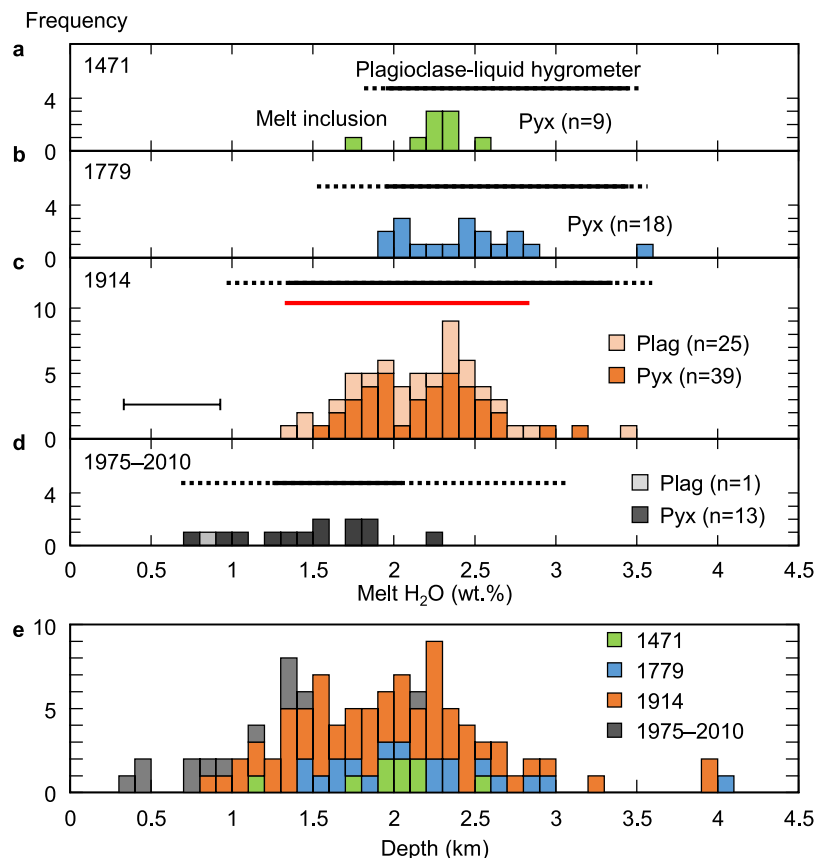 Frequency
a
1471
Plagioclase-liquid hygrometer
4
Melt inclusion
Pyx (n=9)
0
b
1779
4
Pyx (n=18)
0
c
1914
10
Plag (n=25)
5
Pyx (n=39)
0
d
1975–2010
4
Plag (n=1)
Pyx (n=13)
0
0 0.5 1 1.5 2 2.5 3 3.5 4 4.5
Melt H₂O (wt.%)
e
10
1471
1779
5
1914
1975–2010
0
0 0.5 1 1.5 2 2.5 3 3.5 4 4.5
Depth (km)